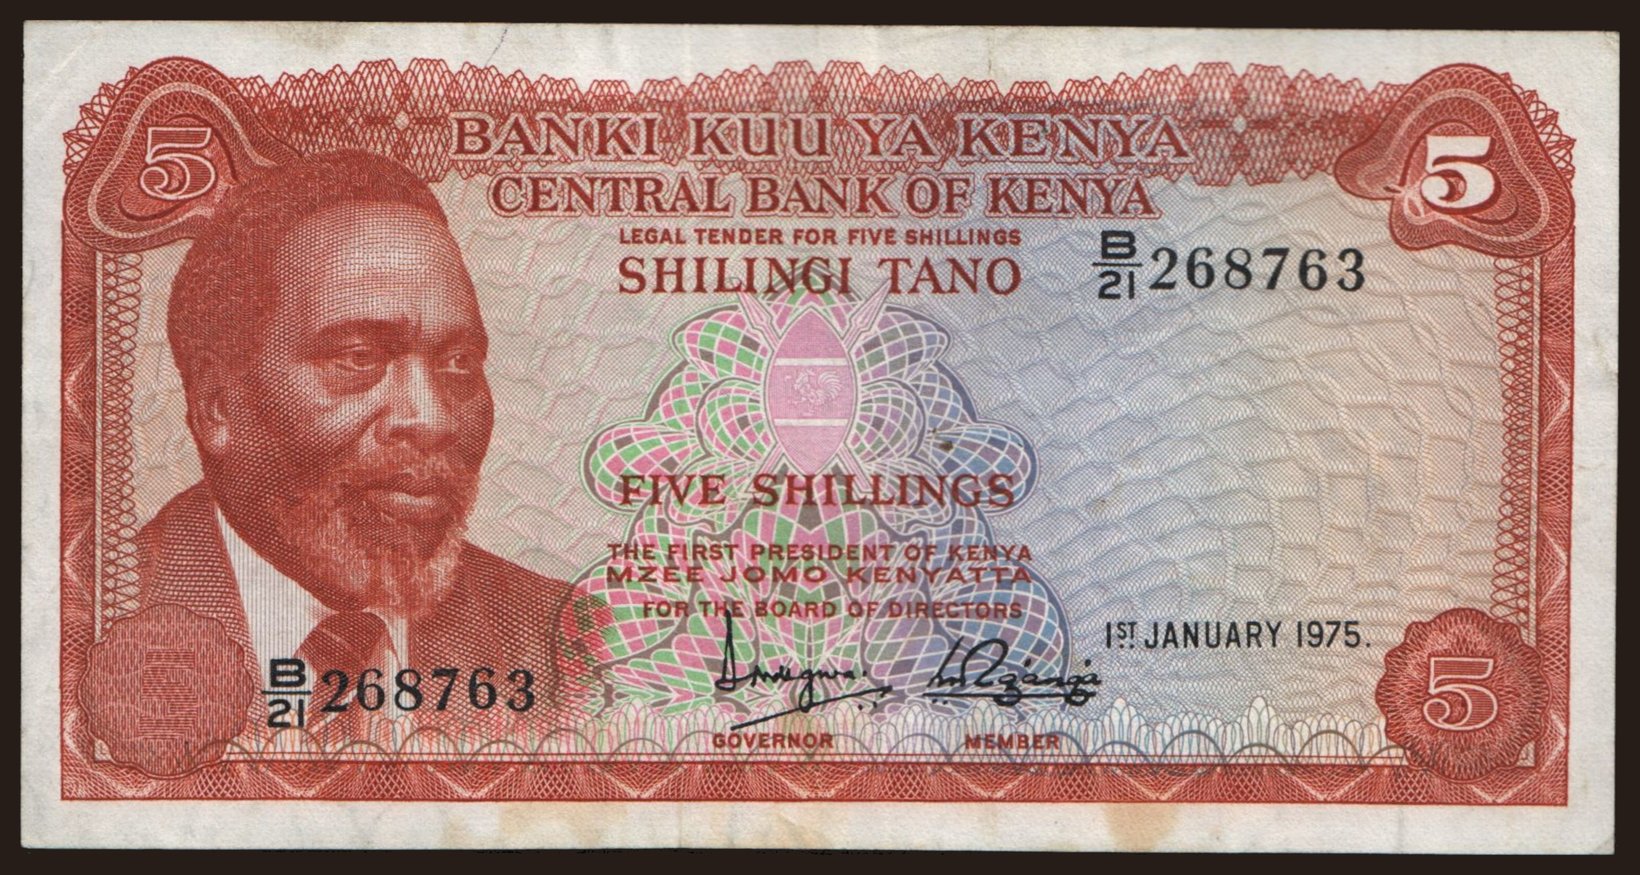 5
5
BANKI KUU YA KENYA
CENTRAL BANK OF KENYA
LEGAL TENDER FOR FIVE SHILLINGS
SHILINGI TANO
B/21 268763
FIVE SHILLINGS
THE FIRST PRESIDENT OF KENYA
MZEE JOMO KENYATTA
FOR THE BOARD OF DIRECTORS
1ST JANUARY 1975.
B/21 268763
5
5
GOVERNOR MEMBER